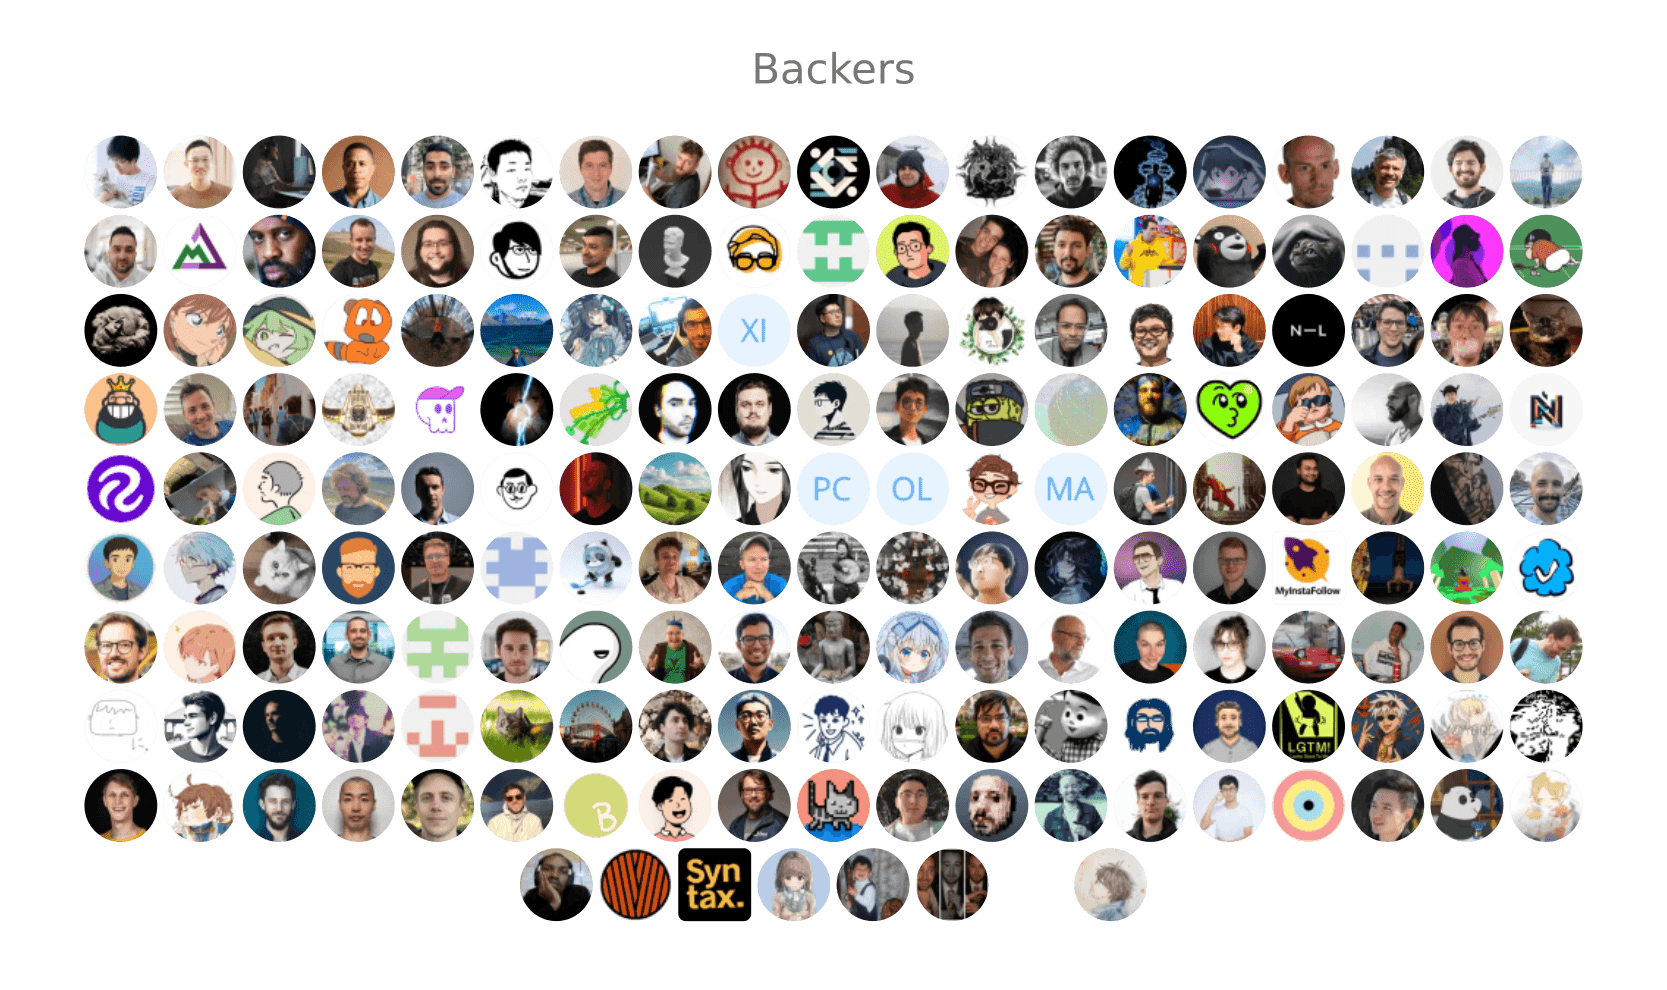 Backers
XI
N—L
PC
OL
MA
MyInstaFollow
LGTM!
B
Syn
tax.